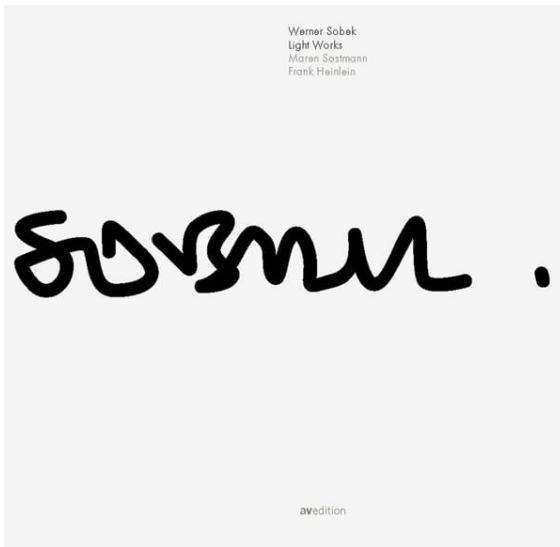 Werner Sobek
Light Works
Maren Sostmann
Frank Heinlein
avedition